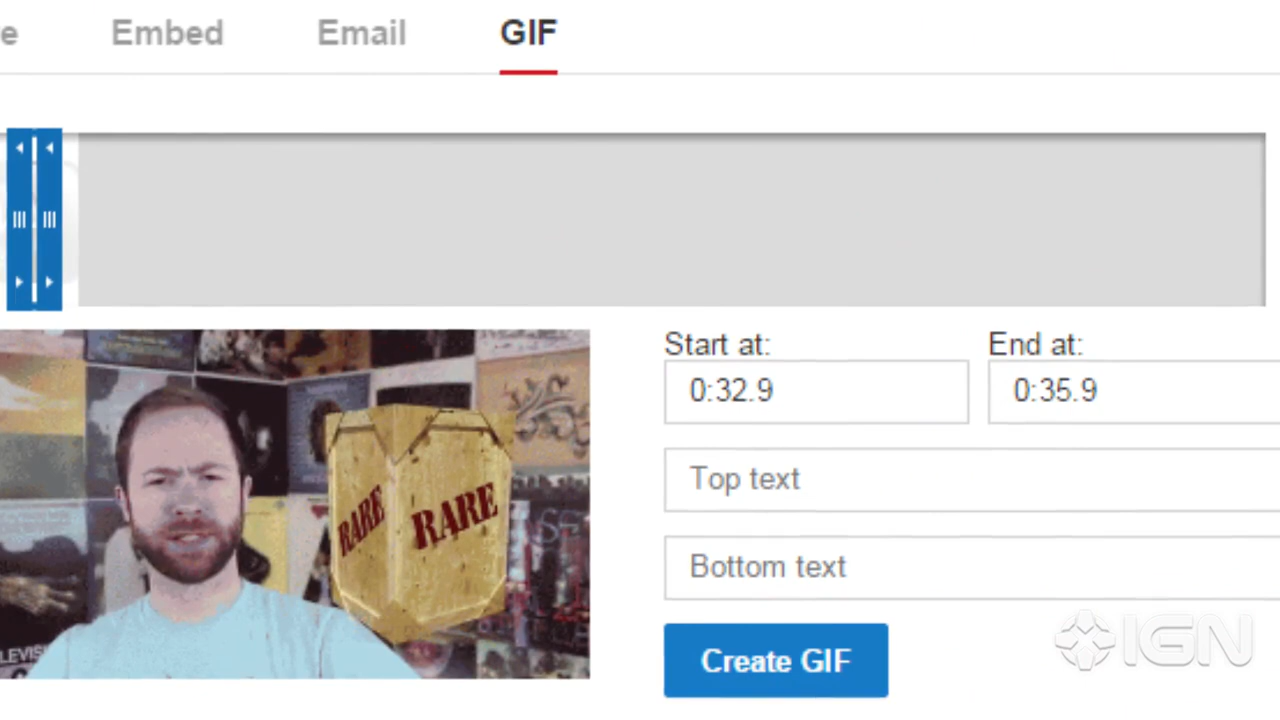 e Embed Email GIF
Start at: End at:
0:32.9 0:35.9
Top text
RARE RARE
Bottom text
LEVIS
Create GIF
IGN